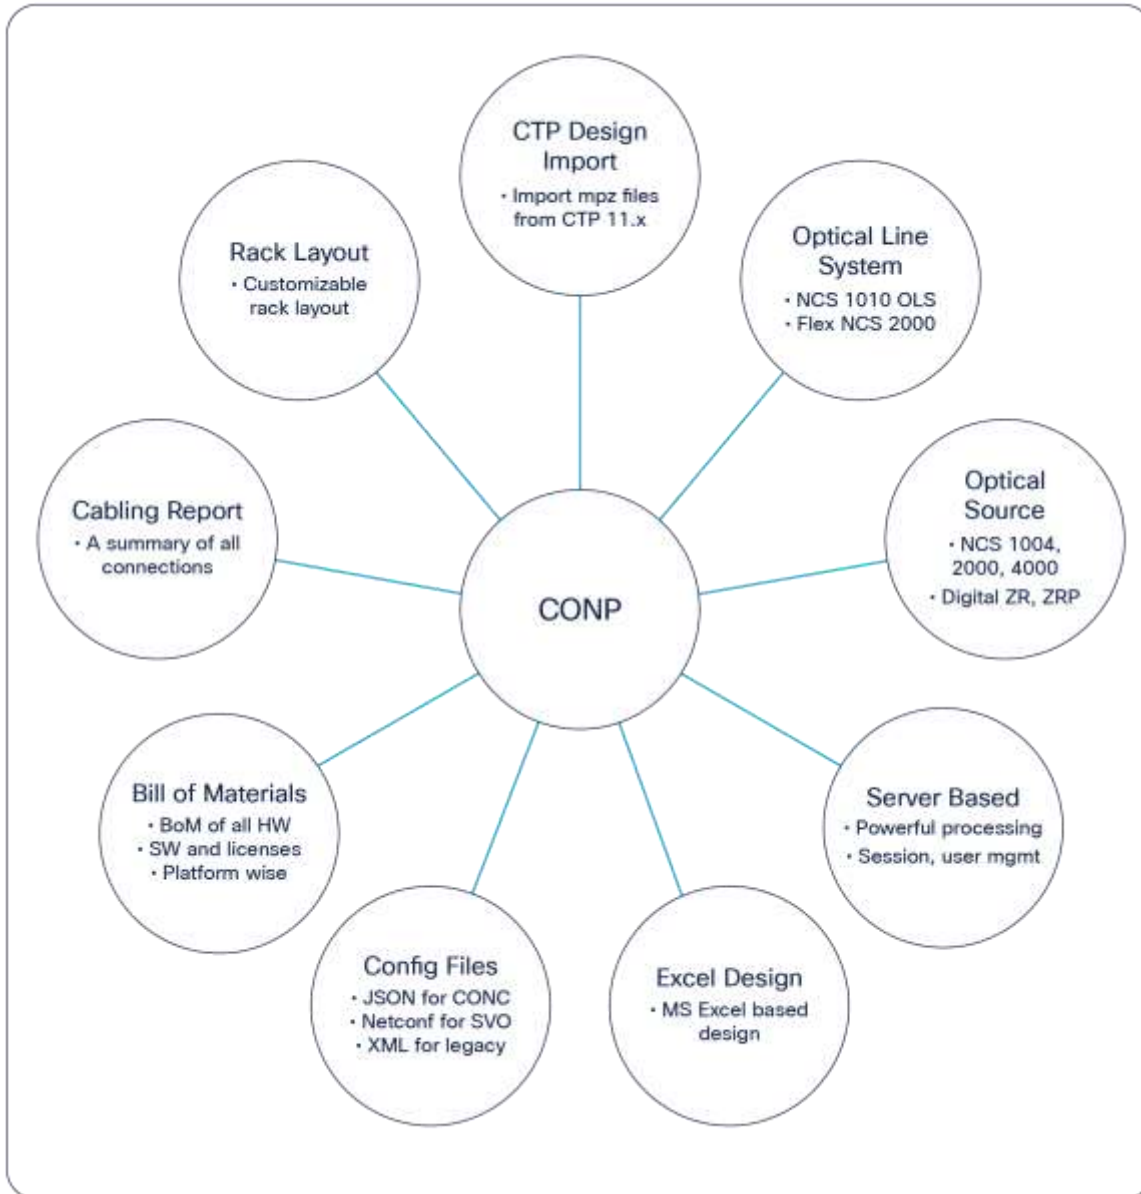 CTP Design
Import
• Import mpz files
from CTP 11.x
Optical Line
System
• NCS 1010 OLS
• Flex NCS 2000
Rack Layout
• Customizable
rack layout
Optical
Source
• NCS 1004,
2000, 4000
• Digital ZR, ZRP
Cabling Report
• A summary of all
connections
CONP
Server Based
• Powerful processing
• Session, user mgmt
Bill of Materials
• BoM of all HW
• SW and licenses
• Platform wise
Config Files
• JSON for CONC
• Netconf for SVO
• XML for legacy
Excel Design
• MS Excel based
design